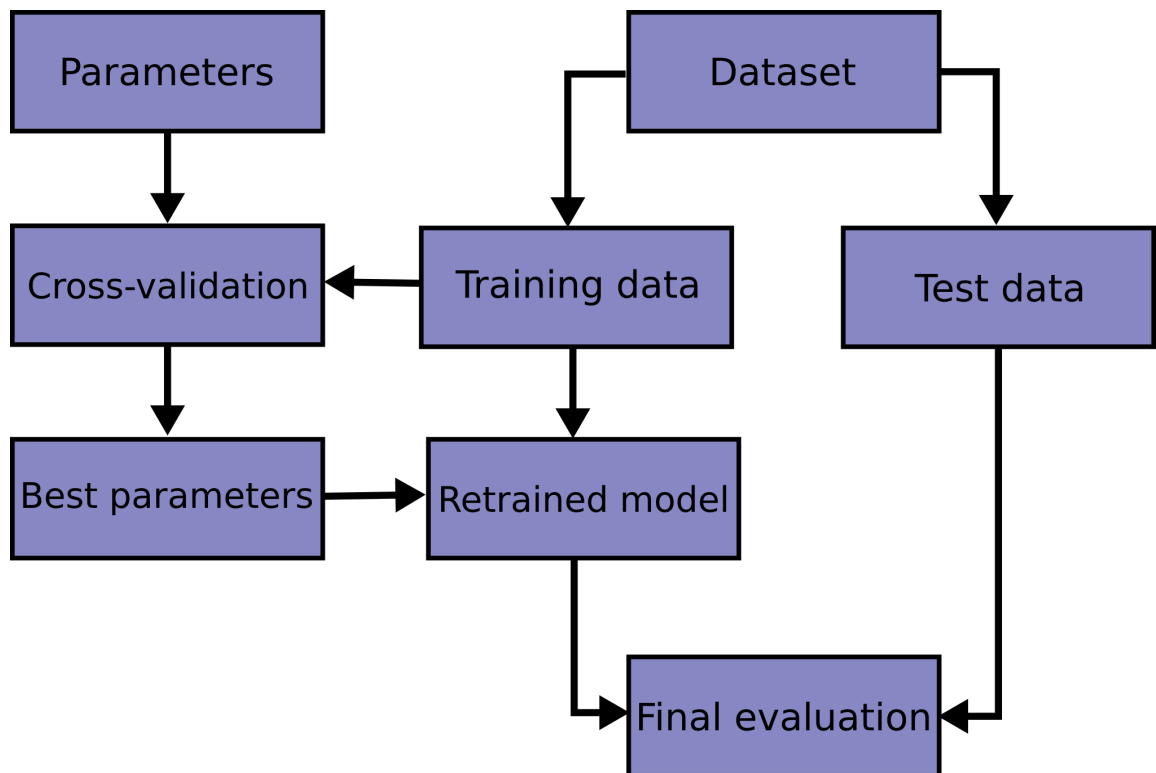 Parameters
Dataset
Cross-validation
Training data
Test data
Best parameters
Retrained model
Final evaluation